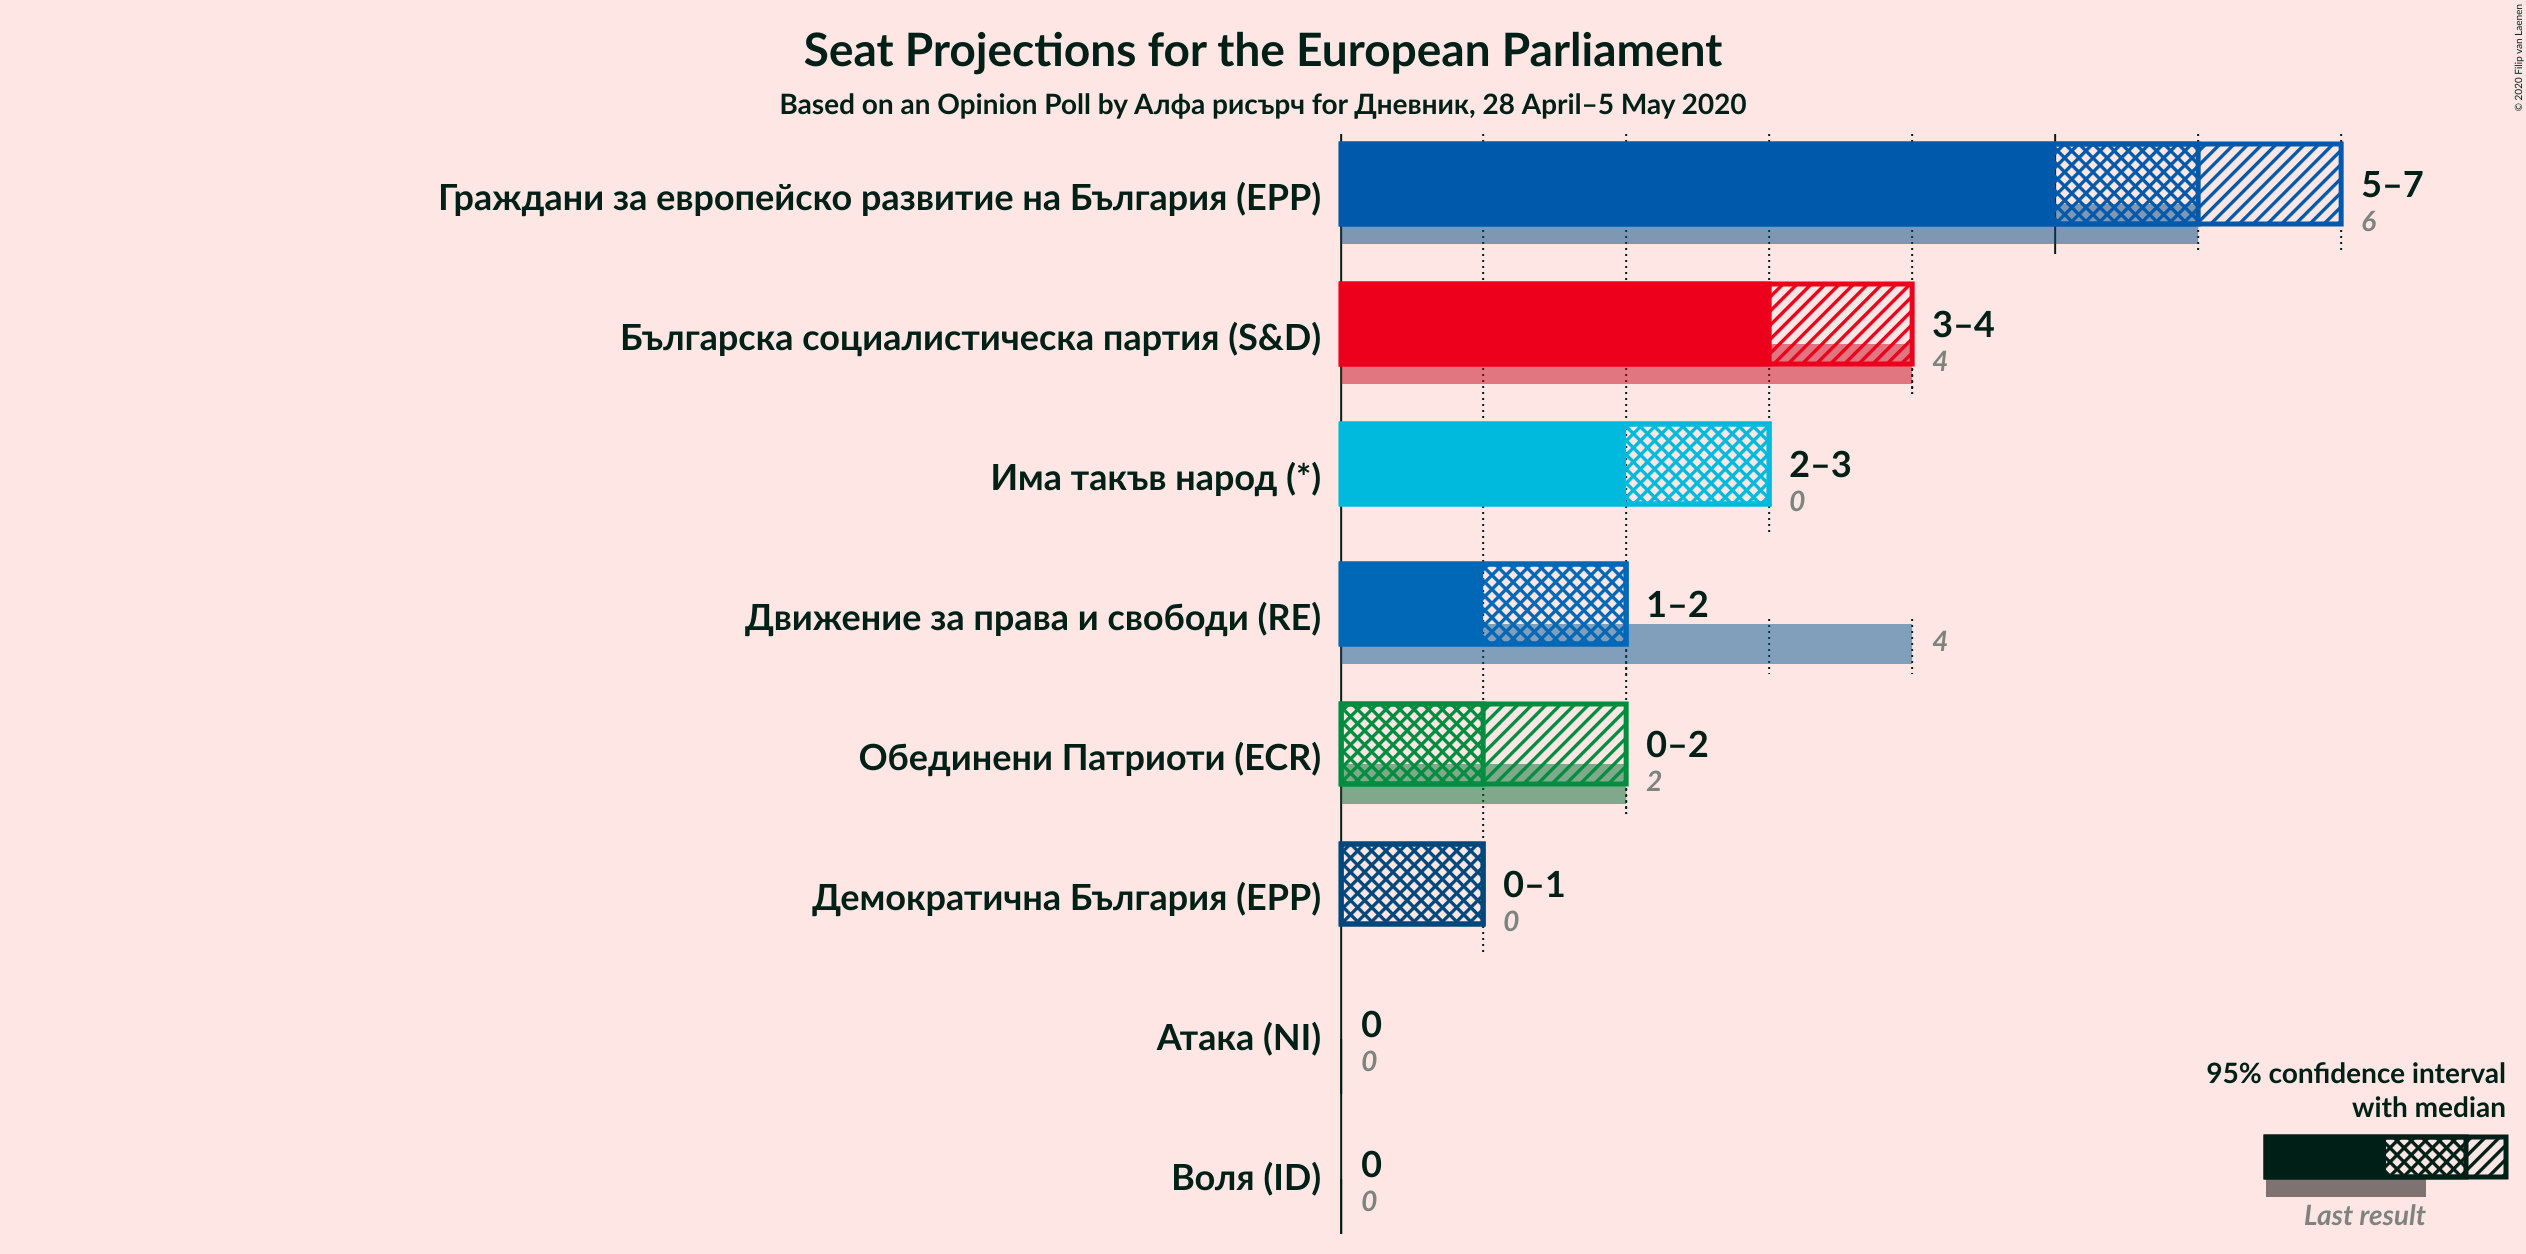 Seat Projections for the European Parliament
Based on an Opinion Poll by Алфа рисърч for Дневник, 28 April–5 May 2020
© 2020 Filip van Laenen
Граждани за европейско развитие на България (EPP)
5–7
6
Българска социалистическа партия (S&D)
3–4
4
Има такъв народ (*)
2–3
0
Движение за права и свободи (RE)
1–2
4
Обединени Патриоти (ECR)
0–2
2
Демократична България (EPP)
0–1
0
Атака (NI)
0
0
Воля (ID)
0
0
95% confidence interval
with median
Last result